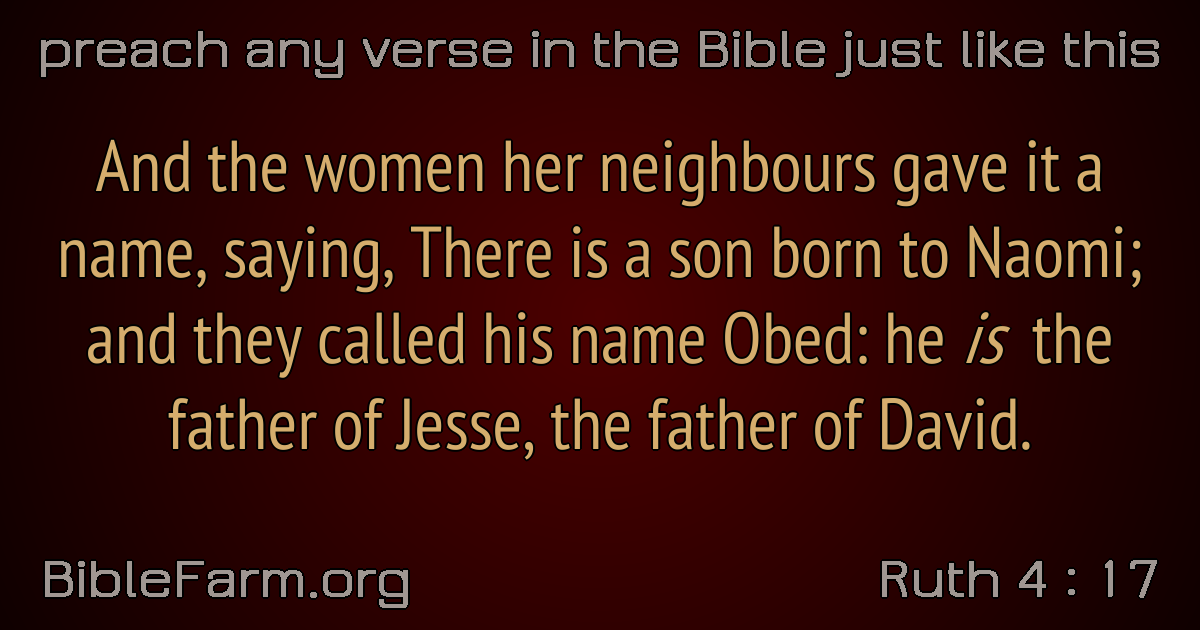 preach any verse in the Bible just like this
And the women her neighbours gave it a
name, saying, There is a son born to Naomi;
and they called his name Obed: he is the
father of Jesse, the father of David.
BibleFarm.org
Ruth 4 : 17